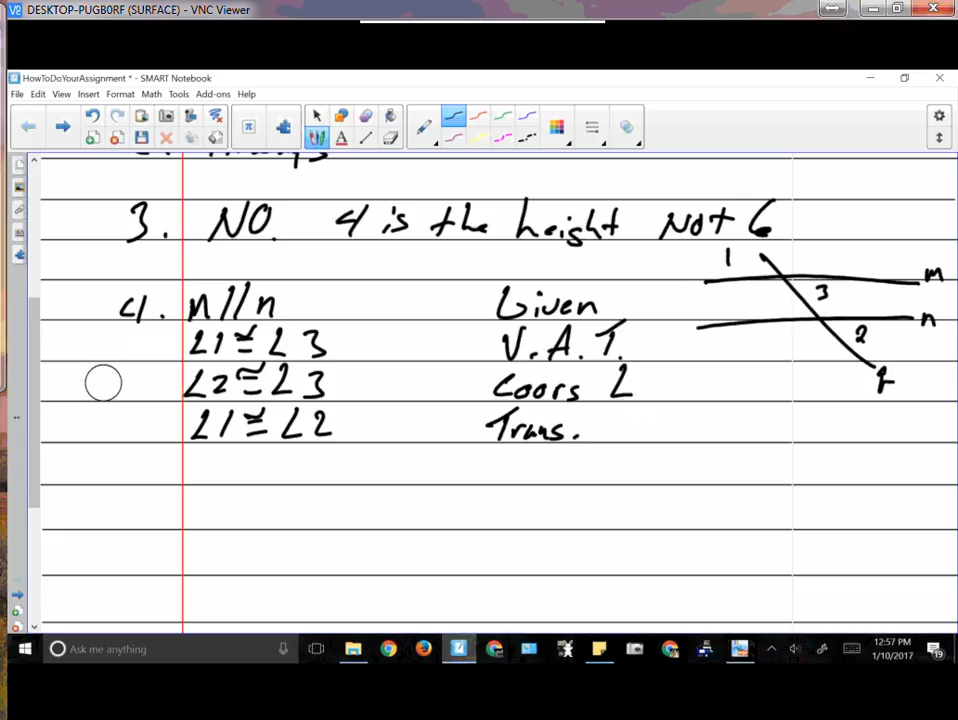 DESKTOP-PUGB0RF (SURFACE) - VNC Viewer
HowToDoYourAssignment * - SMART Notebook
File Edit View Insert Format Math Tools Add-ons Help
3. NO. 4 is the height Not 6
1
m
3
4. m//n Given
n
∠1≅∠3 V.A.T.
2
∠2≅∠3 Coors ∠
q
∠1≅∠2 Trans.
Ask me anything
12:57 PM
1/10/2017
19